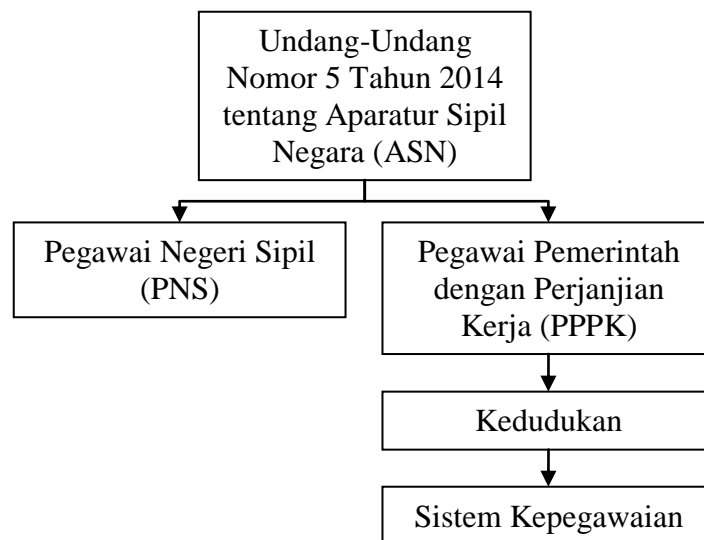 Undang-Undang
Nomor 5 Tahun 2014
tentang Aparatur Sipil
Negara (ASN)
Pegawai Negeri Sipil
(PNS)
Pegawai Pemerintah
dengan Perjanjian
Kerja (PPPK)
Kedudukan
Sistem Kepegawaian